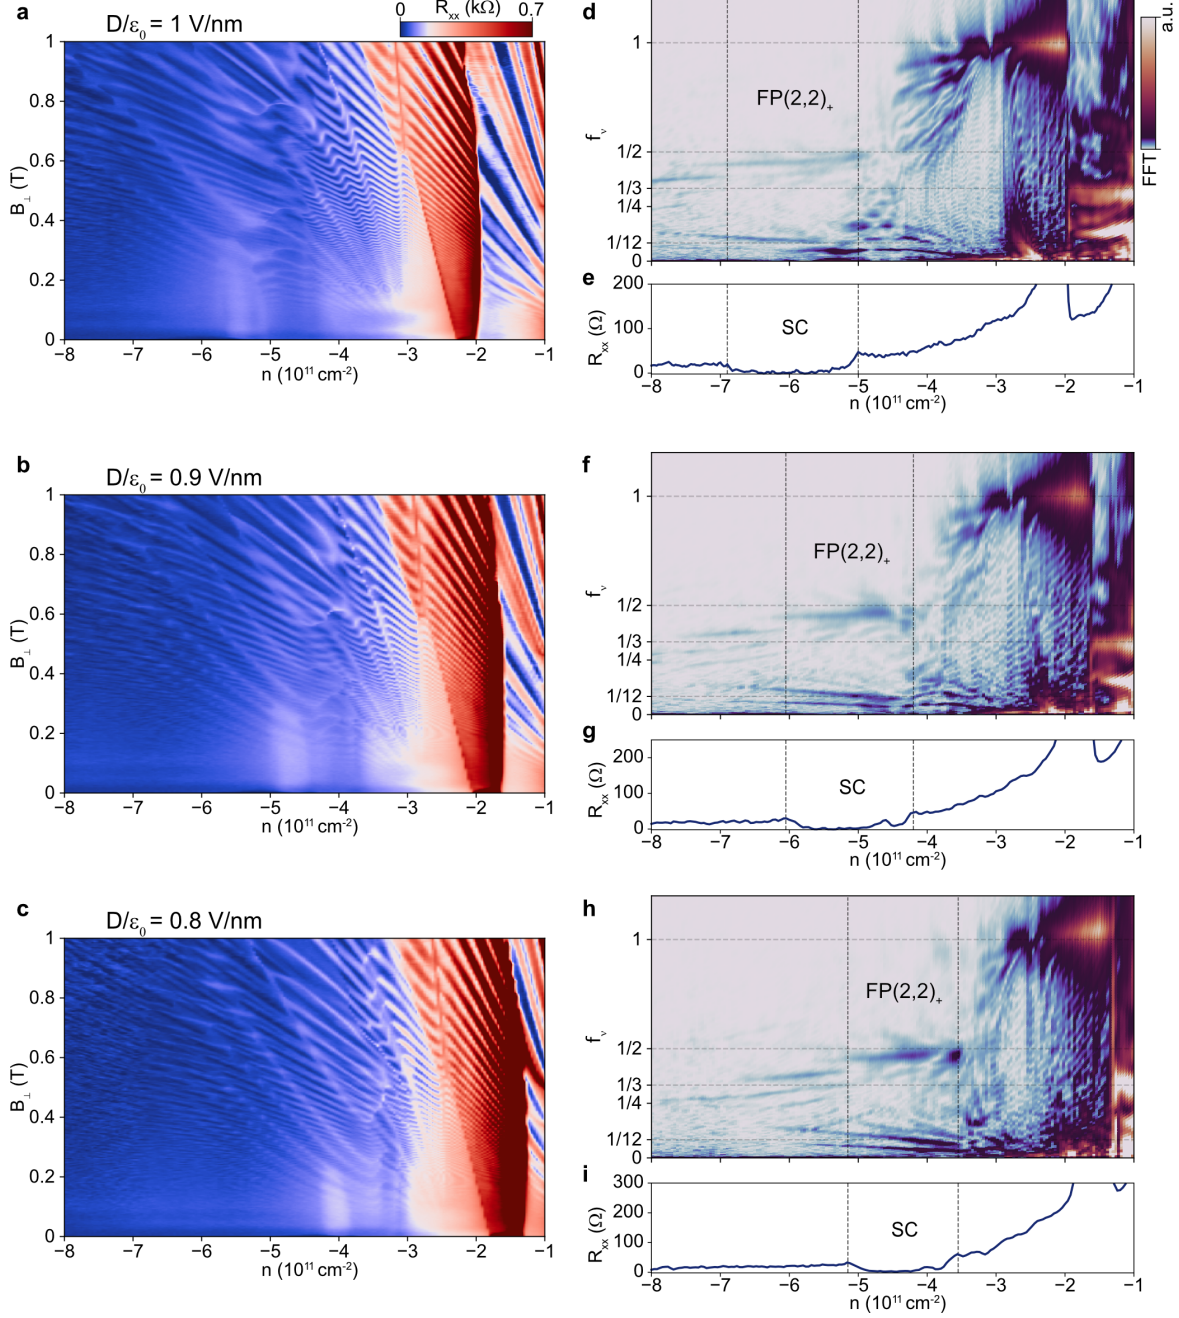 a
D/ε0 = 1 V/nm
0 Rxx (kΩ) 0.7
1
0.8
0.6
0.4
0.2
0
B⊥ (T)
−8 −7 −6 −5 −4 −3 −2 −1
n (10¹¹ cm⁻²)
d
1
1/2
1/3
1/4
1/12
0
fν
FP(2,2)+
a.u.
FFT
e
200
100
0
Rxx (Ω)
SC
−8 −7 −6 −5 −4 −3 −2 −1
n (10¹¹ cm⁻²)
b
D/ε0 = 0.9 V/nm
1
0.8
0.6
0.4
0.2
0
B⊥ (T)
−8 −7 −6 −5 −4 −3 −2 −1
n (10¹¹ cm⁻²)
f
1
1/2
1/3
1/4
1/12
0
fν
FP(2,2)+
g
200
100
0
Rxx (Ω)
SC
−8 −7 −6 −5 −4 −3 −2 −1
n (10¹¹ cm⁻²)
c
D/ε0 = 0.8 V/nm
1
0.8
0.6
0.4
0.2
0
B⊥ (T)
−8 −7 −6 −5 −4 −3 −2 −1
n (10¹¹ cm⁻²)
h
1
1/2
1/3
1/4
1/12
0
fν
FP(2,2)+
i
300
200
100
0
Rxx (Ω)
SC
−8 −7 −6 −5 −4 −3 −2 −1
n (10¹¹ cm⁻²)